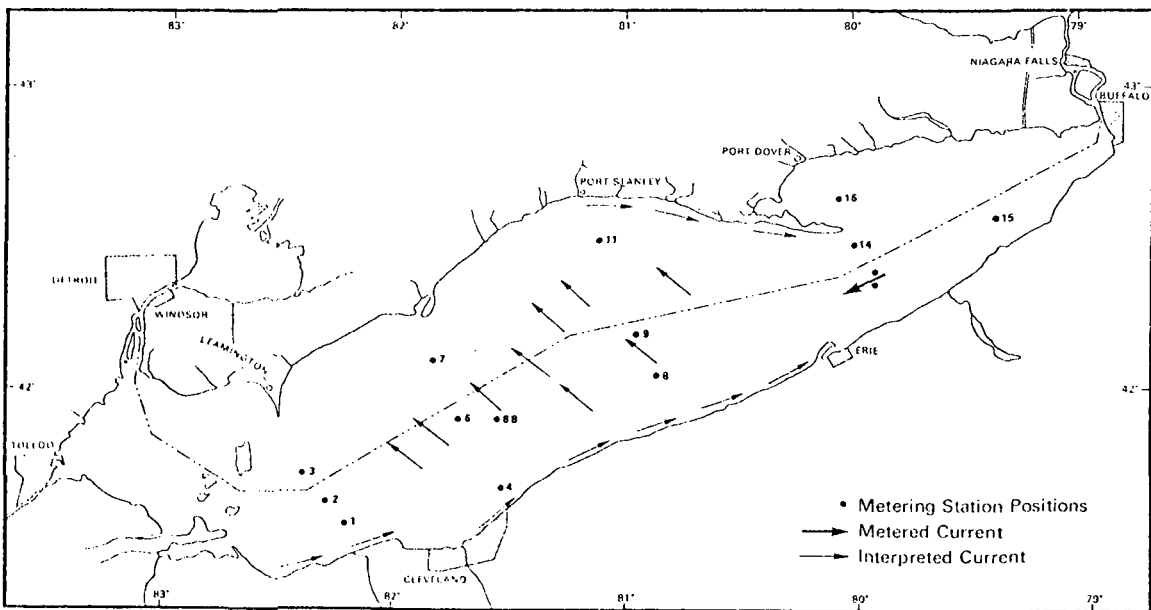 83°
82°
81°
80°
79°
NIAGARA FALLS
43°
43°
BUFFALO
PORT DOVER
PORT STANLEY
16
15
14
11
DETROIT
WINDSOR
LEAMINGTON
9
ERIE
7
8
42°
42°
6
8B
TOLEDO
3
4
2
1
• Metering Station Positions
→ Metered Current
→ Interpreted Current
CLEVELAND
83°
82°
81°
80°
79°